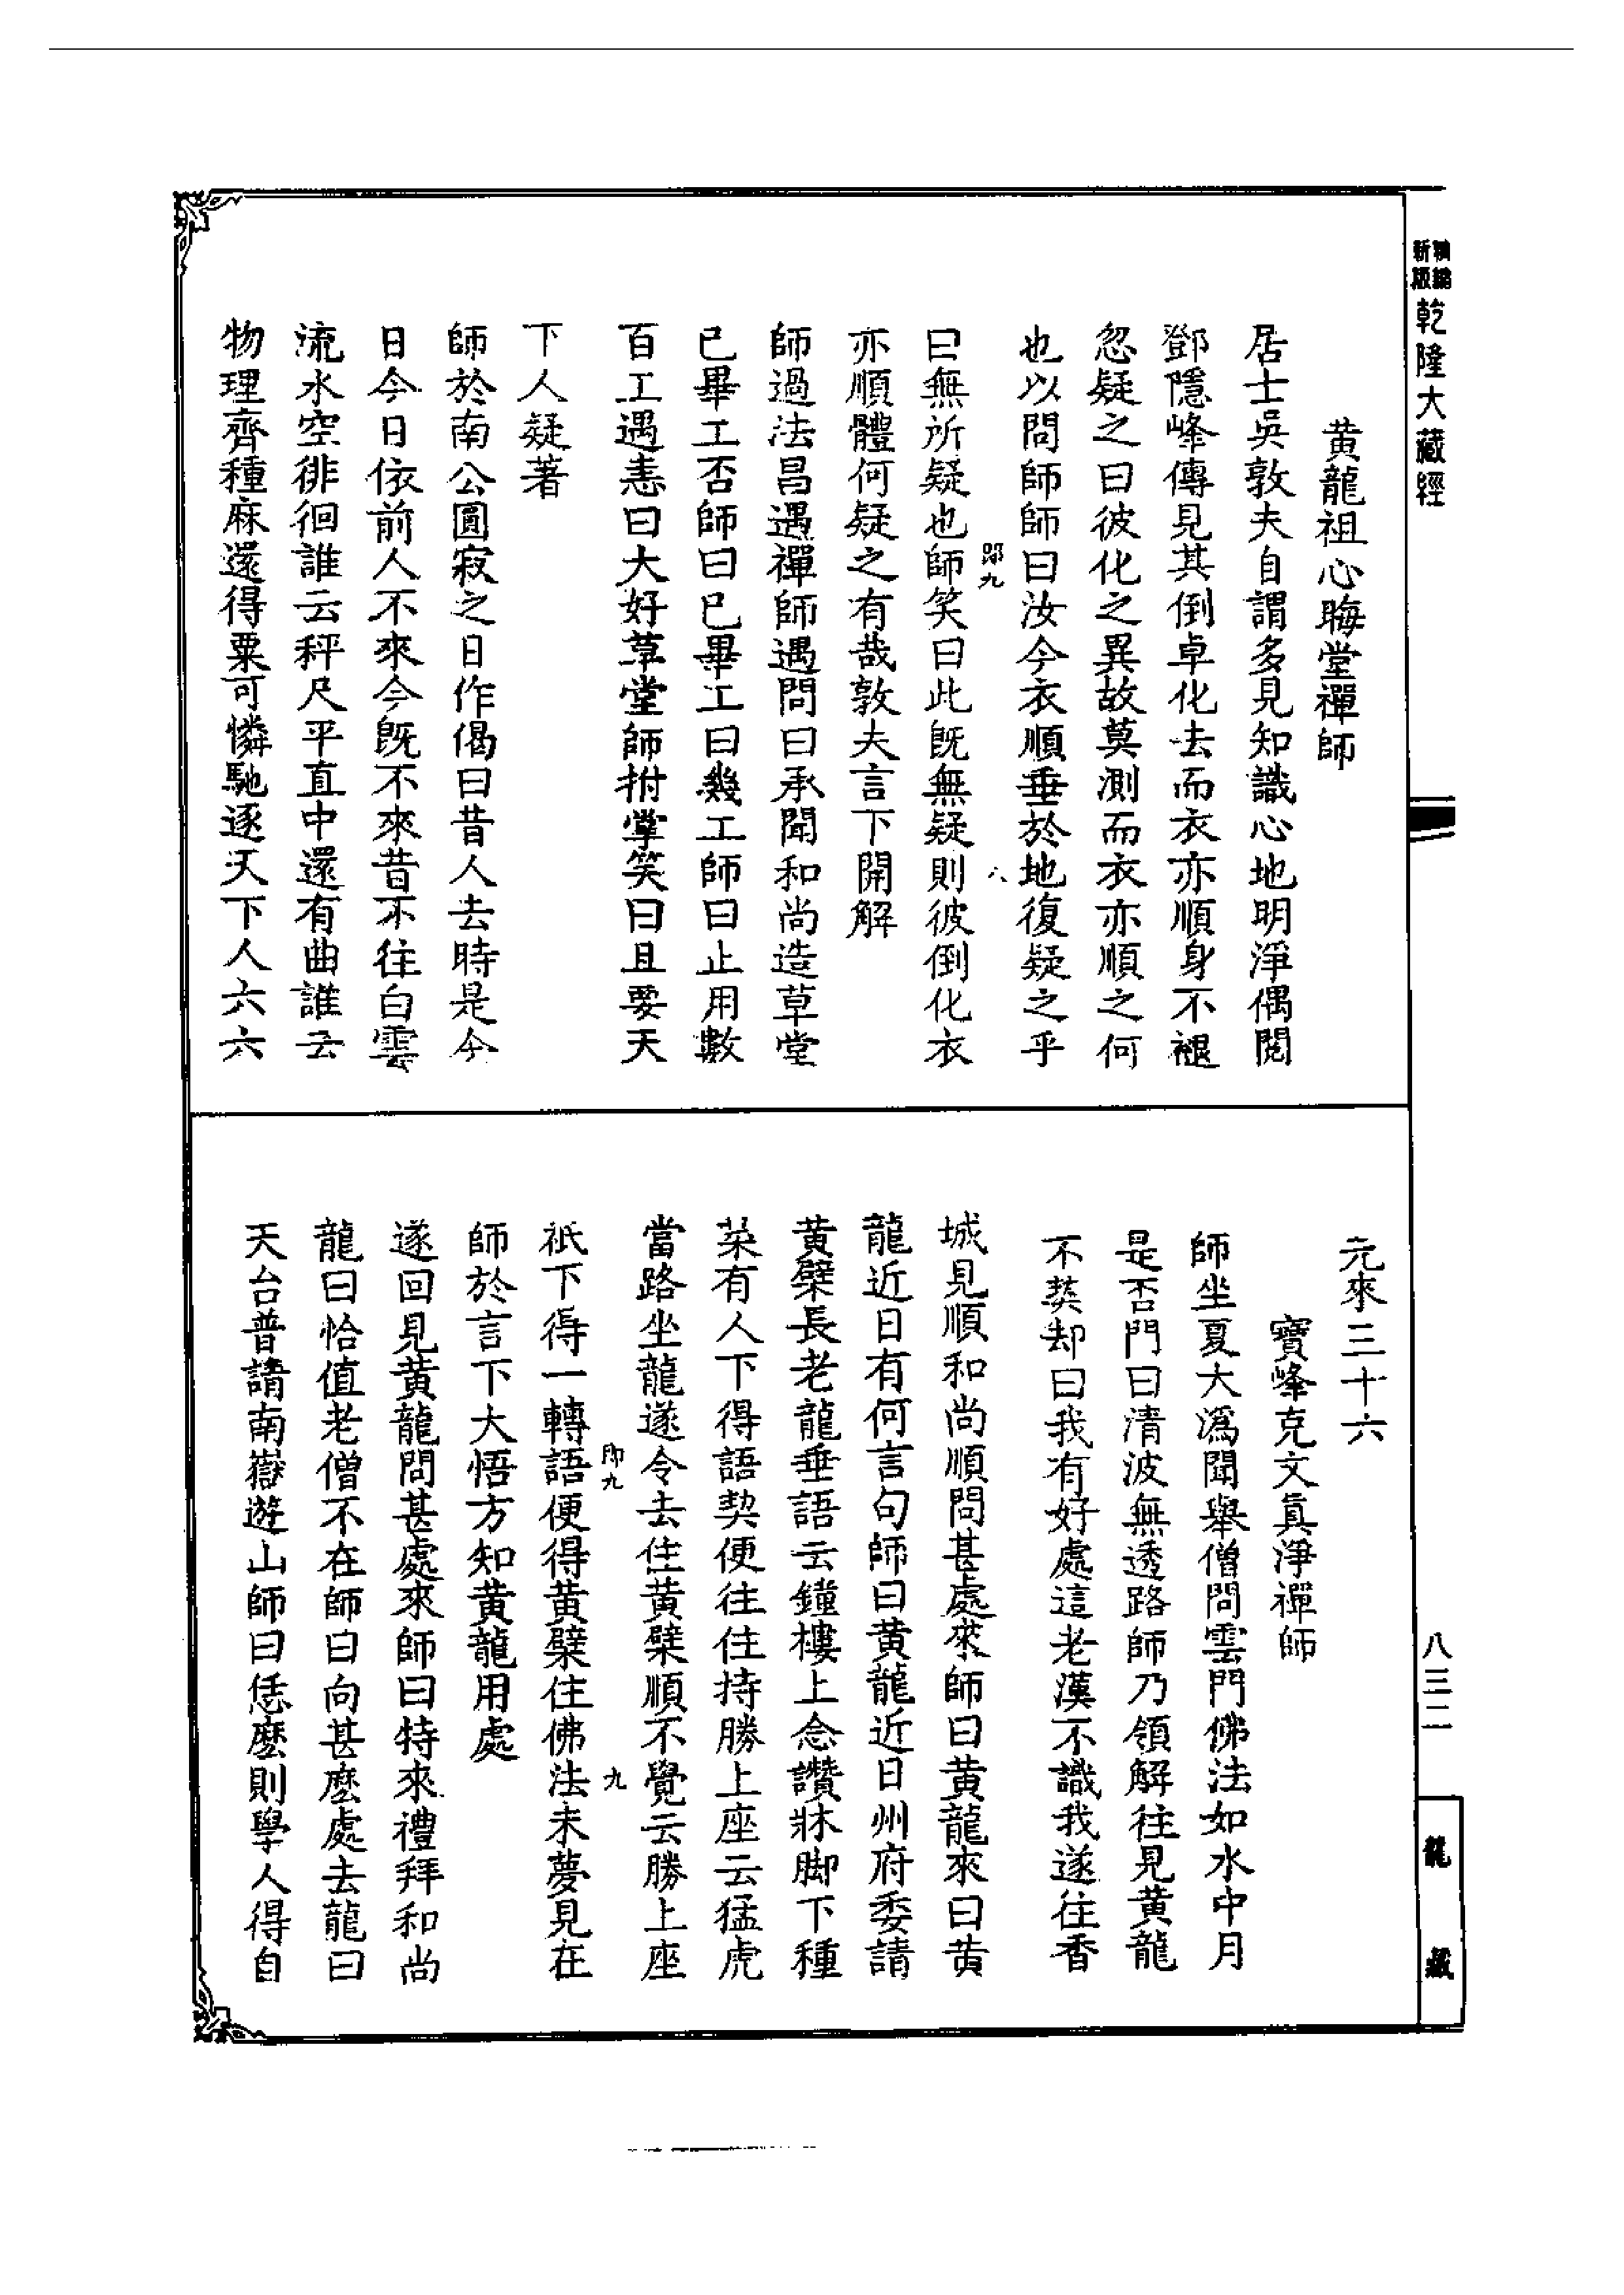 精編
新版
乾隆大藏經
黄龍祖心晦堂禪師
居士吳敦夫自謂多見知識心地明淨偶閱
鄧隱峰傳見其倒卓化去而衣亦順身不褪
忽疑之曰彼化之異故莫測而衣亦順之何
也以問師師曰汝今衣順垂於地復疑之乎
郎九
八
曰無所疑也師笑曰此旣無疑則彼倒化衣
亦順體何疑之有哉敦夫言下開解
師過法昌遇禪師遇問曰承聞和尚造草堂
已畢工否師曰已畢工曰幾工師曰止用數
百工遇恚曰大好草堂師拊掌笑曰且要天
下人疑著
師於南公圓寂之日作偈曰昔人去時是今
日今日依前人不來今旣不來昔不往白雲
流水空徘徊誰云秤尺平直中還有曲誰云
物理齊種麻還得粟可憐馳逐天下人六六
元來三十六
寶峰克文真淨禪師
師坐夏大潙聞舉僧問雲門佛法如水中月
是否門曰清波無透路師乃領解往見黄龍
不契却曰我有好處這老漢不識我遂往香
城見順和尚順問甚處來師曰黄龍來曰黄
龍近日有何言句師曰黄龍近日州府委請
黄檗長老龍垂語云鐘樓上念讚牀脚下種
菜有人下得語契便往住持勝上座云猛虎
當路坐龍遂令去住黄檗順不覺云勝上座
郎九
九
祇下得一轉語便得黄檗住佛法未夢見在
師於言下大悟方知黄龍用處
遂回見黄龍問甚處來師曰特來禮拜和尚
龍曰恰值老僧不在師曰向甚麽處去龍曰
天台普請南嶽遊山師曰恁麽則學人得自
八三二
龍藏